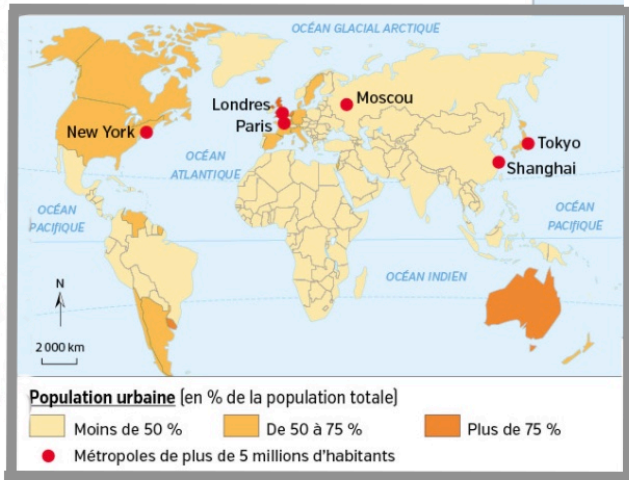 OCÉAN GLACIAL ARCTIQUE
Londres
Moscou
New York
Paris
Tokyo
OCÉAN
ATLANTIQUE
Shanghai
OCÉAN
PACIFIQUE
OCÉAN
PACIFIQUE
OCÉAN INDIEN
N
2 000 km
Population urbaine (en % de la population totale)
Moins de 50 % De 50 à 75 % Plus de 75 %
Métropoles de plus de 5 millions d'habitants